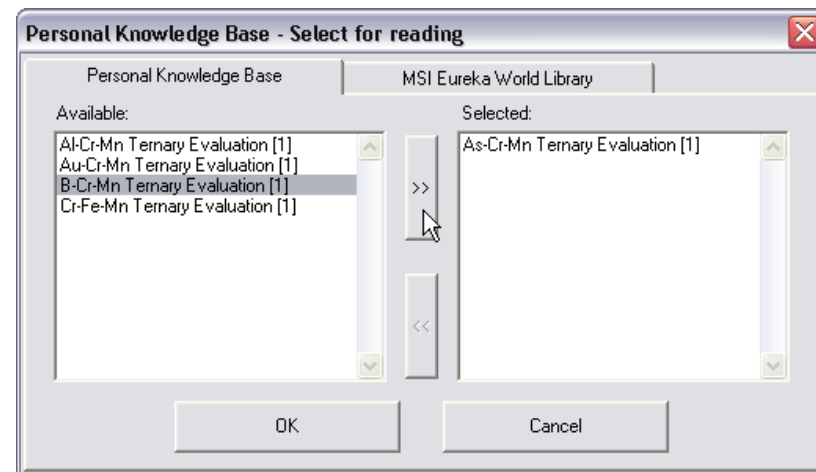 Personal Knowledge Base - Select for reading
Personal Knowledge Base
MSI Eureka World Library
Available:
Selected:
Al-Cr-Mn Ternary Evaluation [1]
Au-Cr-Mn Ternary Evaluation [1]
B-Cr-Mn Ternary Evaluation [1]
Cr-Fe-Mn Ternary Evaluation [1]
>>
<<
As-Cr-Mn Ternary Evaluation [1]
OK
Cancel